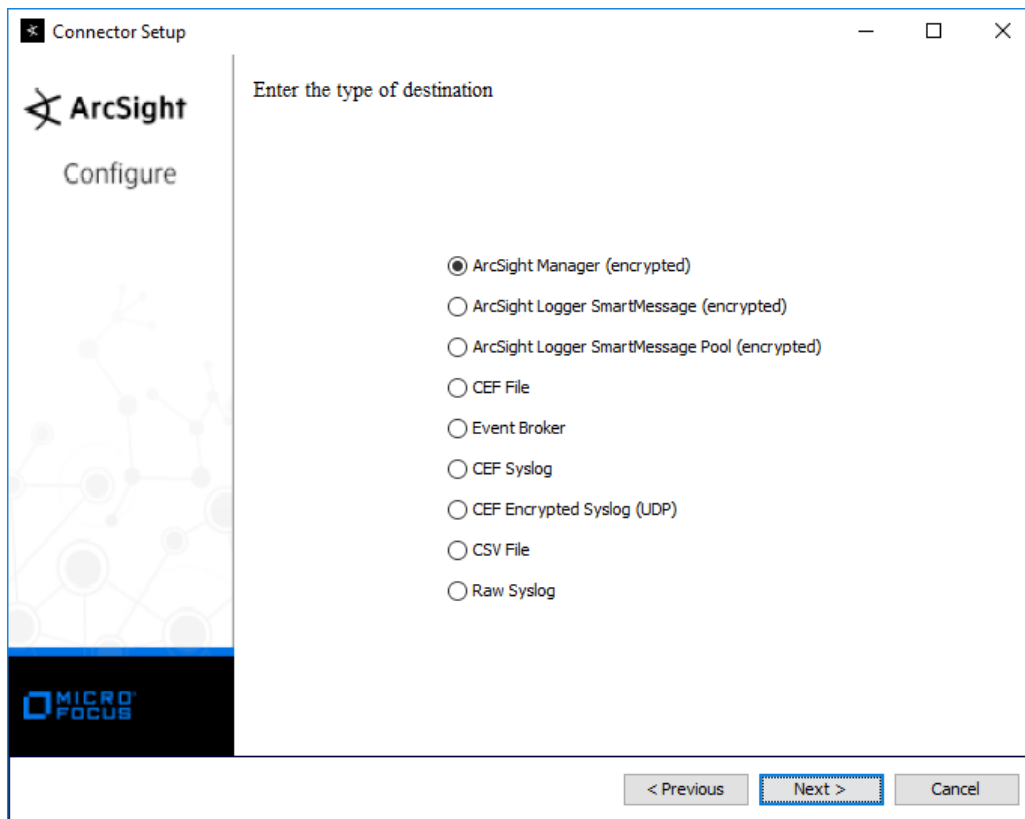 Connector Setup
ArcSight
Configure
Enter the type of destination
ArcSight Manager (encrypted)
ArcSight Logger SmartMessage (encrypted)
ArcSight Logger SmartMessage Pool (encrypted)
CEF File
Event Broker
CEF Syslog
CEF Encrypted Syslog (UDP)
CSV File
Raw Syslog
MICRO
FOCUS
< Previous
Next >
Cancel